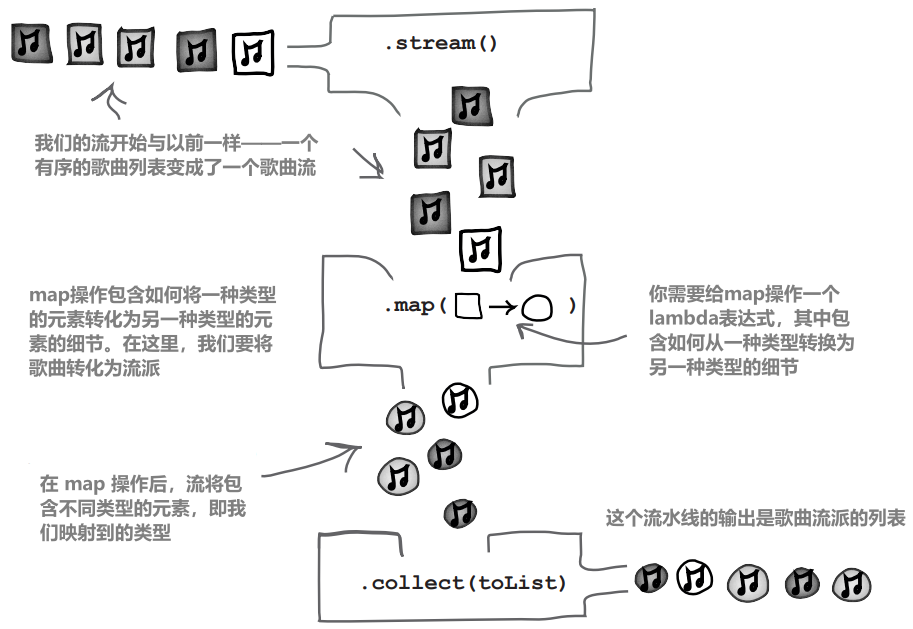 .stream()
我们的流开始与以前一样——一个
有序的歌曲列表变成了一个歌曲流
map操作包含如何将一种类型
的元素转化为另一种类型的元
素的细节。在这里，我们要将
歌曲转化为流派
.map( → )
你需要给map操作一个
lambda表达式，其中包
含如何从一种类型转换为
另一种类型的细节
在 map 操作后，流将包
含不同类型的元素，即我
们映射到的类型
这个流水线的输出是歌曲流派的列表
.collect(toList)